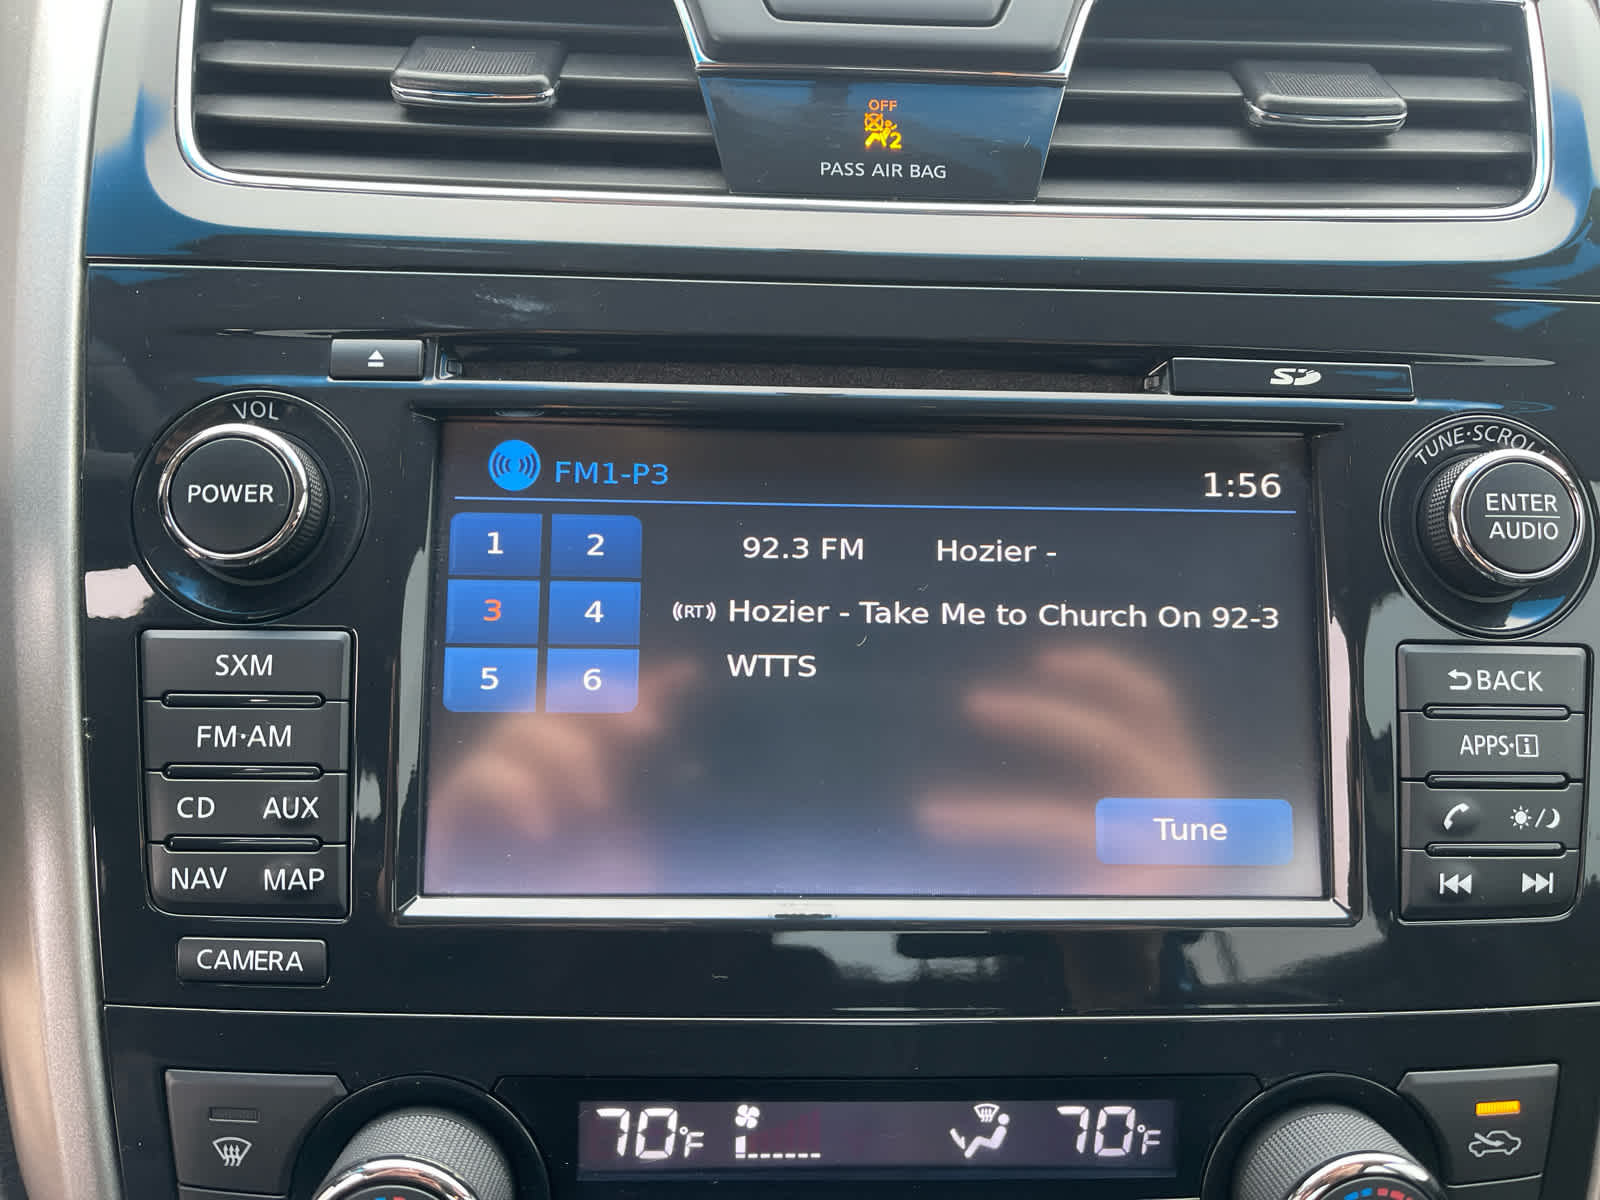 OFF
2
PASS AIR BAG
SD
VOL
POWER
TUNE·SCROLL
ENTER
AUDIO
FM1-P3
1:56
1 2
92.3 FM Hozier -
3 4
((RT)) Hozier - Take Me to Church On 92-3
5 6
WTTS
Tune
SXM
FM·AM
CD AUX
NAV MAP
CAMERA
BACK
APPS·i
70°F
70°F